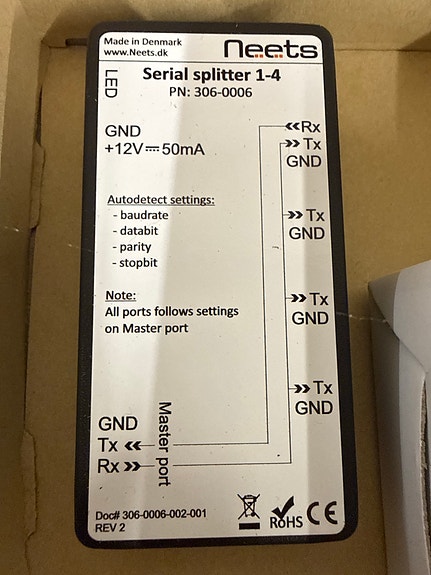 Made in Denmark
www.Neets.dk
Neets
LED
Serial splitter 1-4
PN: 306-0006
GND
+12V⎓50mA
Rx
Tx
GND
Autodetect settings:
- baudrate
- databit
- parity
- stopbit
Tx
GND
Note:
All ports follows settings
on Master port
Tx
GND
Tx
GND
Master port
GND
Tx
Rx
Doc# 306-0006-002-001
REV 2
RoHS CE